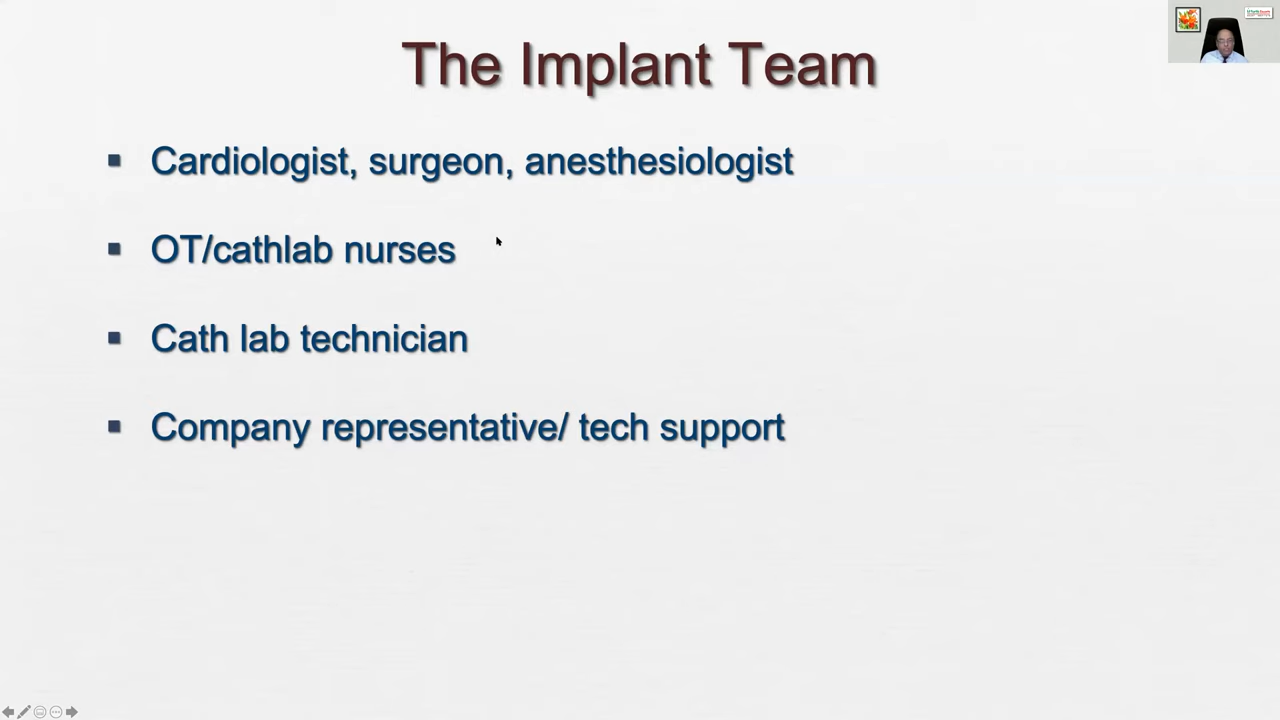 The Implant Team
▪ Cardiologist, surgeon, anesthesiologist
▪ OT/cathlab nurses
▪ Cath lab technician
▪ Company representative/ tech support